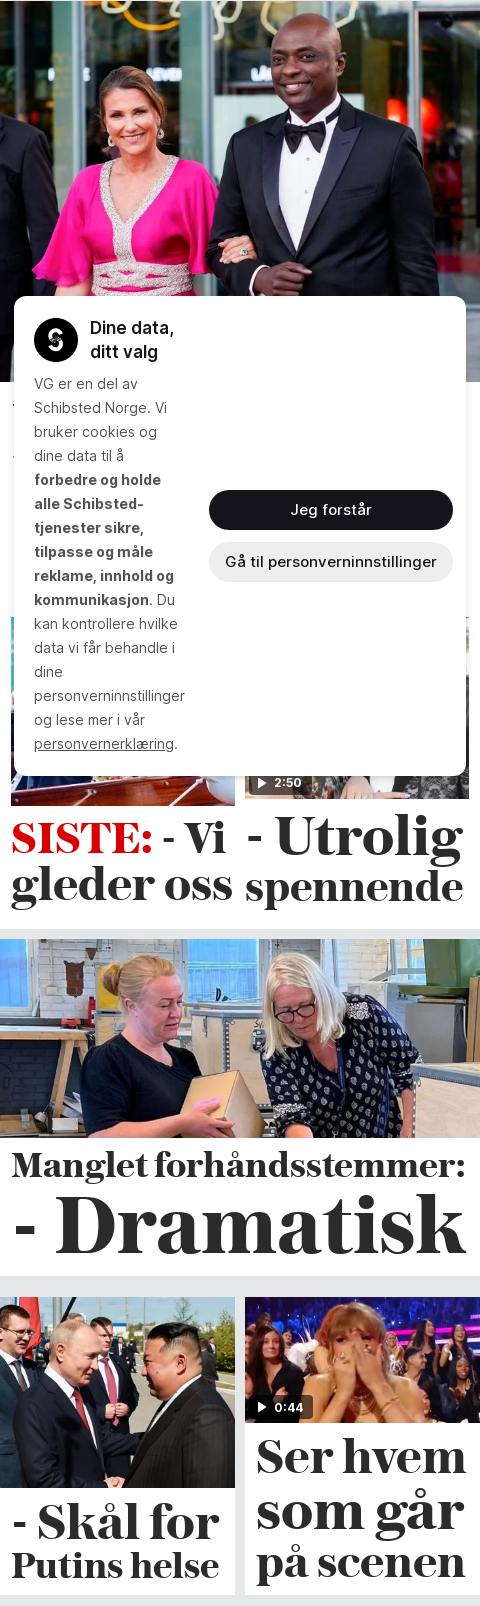 Dine data,
ditt valg
VG er en del av
Schibsted Norge. Vi
bruker cookies og
dine data til å
forbedre og holde
alle Schibsted-
tjenester sikre,
tilpasse og måle
reklame, innhold og
kommunikasjon. Du
kan kontrollere hvilke
data vi får behandle i
dine
personverninnstillinger
og lese mer i vår
personvernerklæring.
Jeg forstår
Gå til personverninnstillinger
2:50
SISTE: - Vi
gleder oss
- Utrolig
spennende
Manglet forhåndsstemmer:
- Dramatisk
0:44
- Skål for
Putins helse
Ser hvem
som går
på scenen